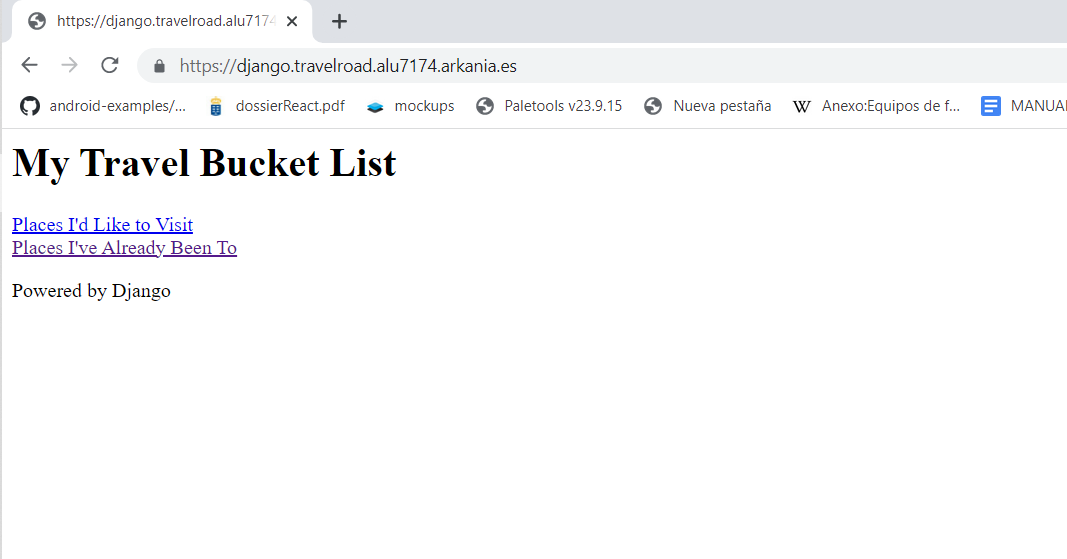 https://django.travelroad.alu7174
https://django.travelroad.alu7174.arkania.es
android-examples/... dossierReact.pdf mockups Paletools v23.9.15 Nueva pestaña W Anexo:Equipos de f... MANUA
My Travel Bucket List
Places I'd Like to Visit
Places I've Already Been To
Powered by Django